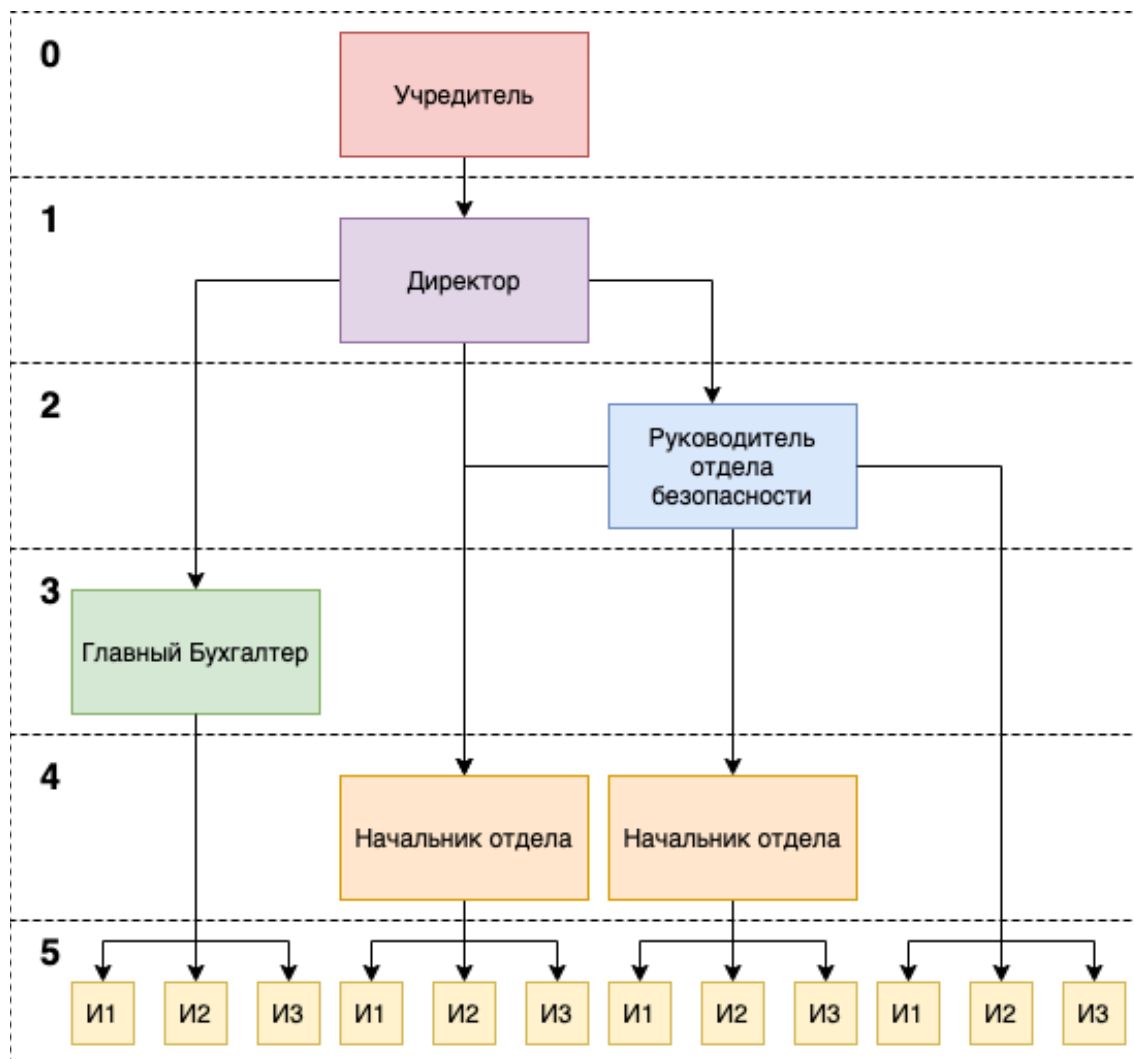 0
Учредитель
1
Директор
2
Руководитель
отдела
безопасности
3
Главный Бухгалтер
4
Начальник отдела
Начальник отдела
5
И1
И2
И3
И1
И2
И3
И1
И2
И3
И1
И2
И3